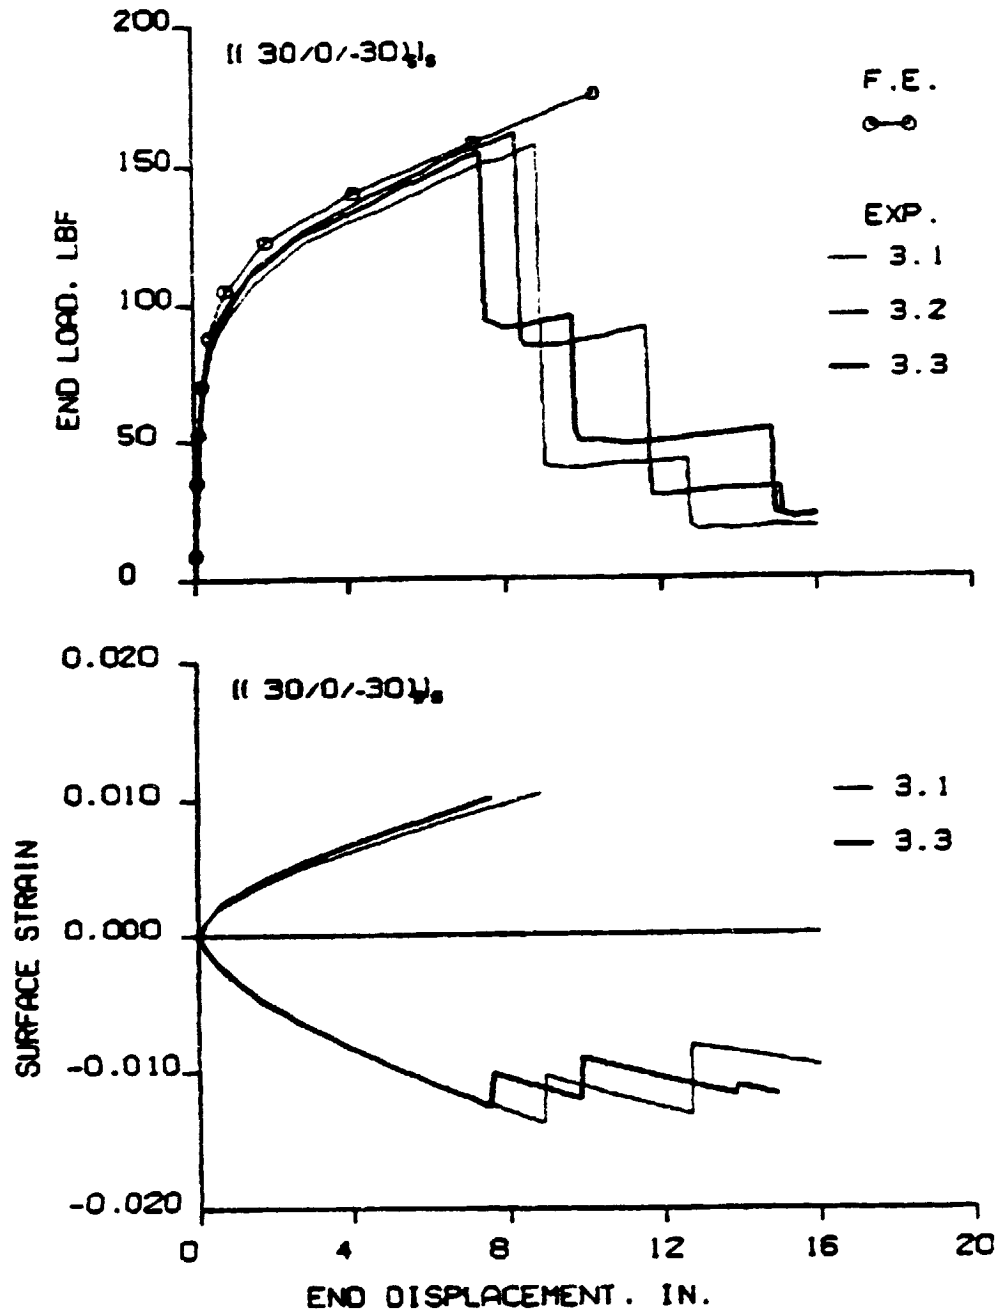 200
[( 30/0/-30)s]s
F.E.
150
END LOAD, LBF
EXP.
3.1
100
3.2
3.3
50
0
0.020
[( 30/0/-30)]s
0.010
3.1
3.3
SURFACE STRAIN
0.000
-0.010
-0.020
0 4 8 12 16 20
END DISPLACEMENT. IN.